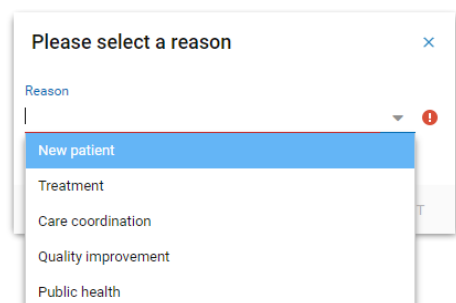 Please select a reason
Reason
New patient
Treatment
Care coordination
Quality improvement
Public health